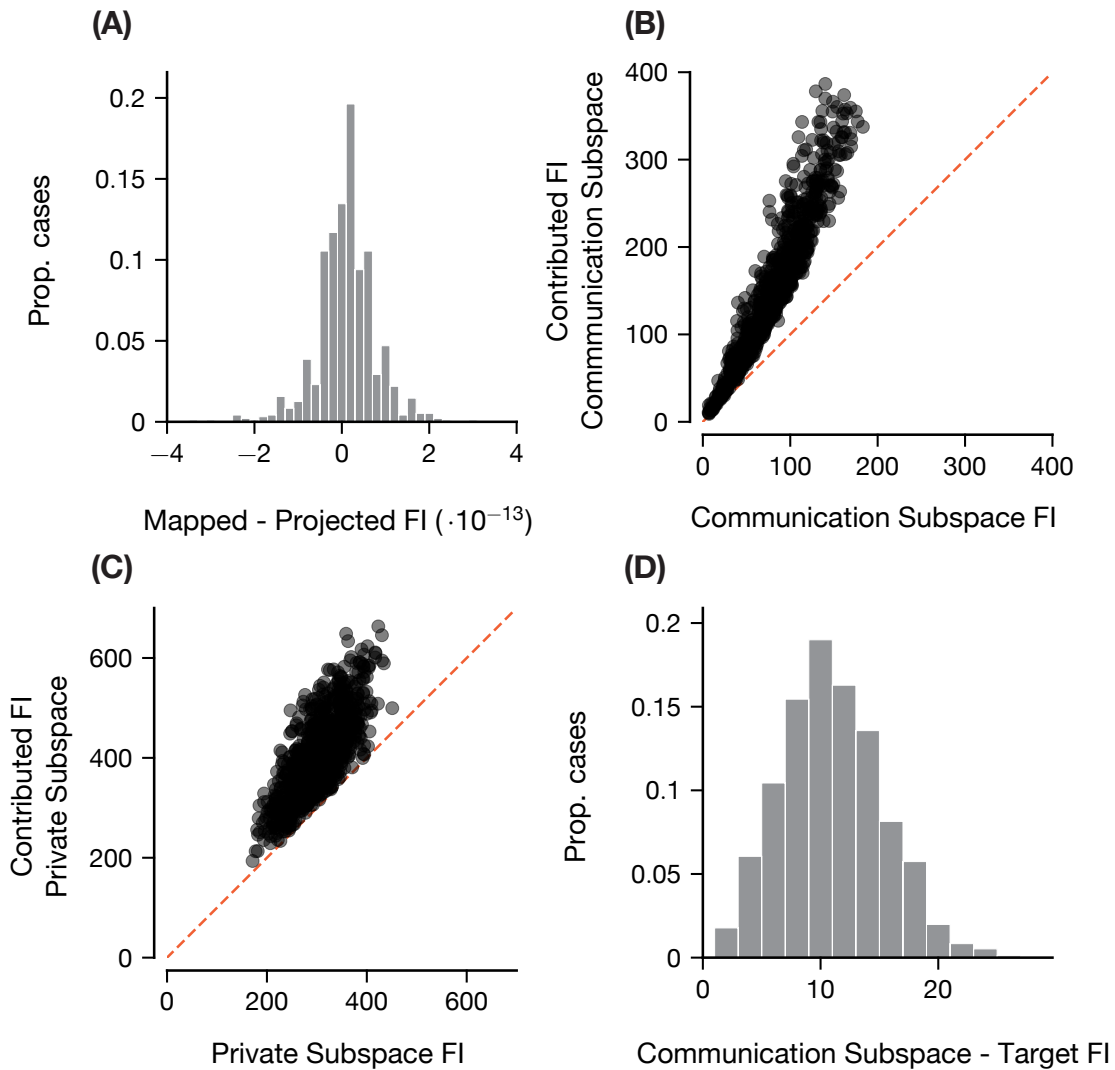 (A)
0.2
0.15
0.1
0.05
0
Prop. cases
−4
−2
0
2
4
Mapped - Projected FI (·10⁻¹³)
(B)
400
300
200
100
0
Contributed FI
Commmunication Subspace
0
100
200
300
400
Communication Subspace FI
(C)
600
400
200
0
Contributed FI
Private Subspace
0
200
400
600
Private Subspace FI
(D)
0.2
0.15
0.1
0.05
0
Prop. cases
0
10
20
Communication Subspace - Target FI